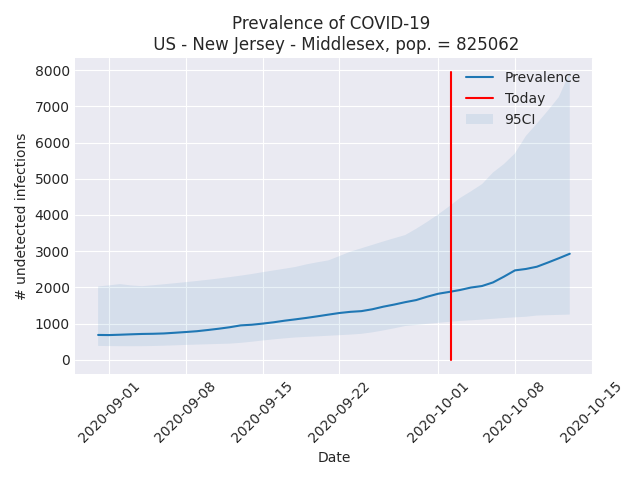 Prevalence of COVID-19
US - New Jersey - Middlesex, pop. = 825062
8000
7000
6000
5000
4000
3000
2000
1000
0
# undetected infections
Prevalence
Today
95CI
2020-09-01
2020-09-08
2020-09-15
2020-09-22
2020-10-01
2020-10-08
2020-10-15
Date